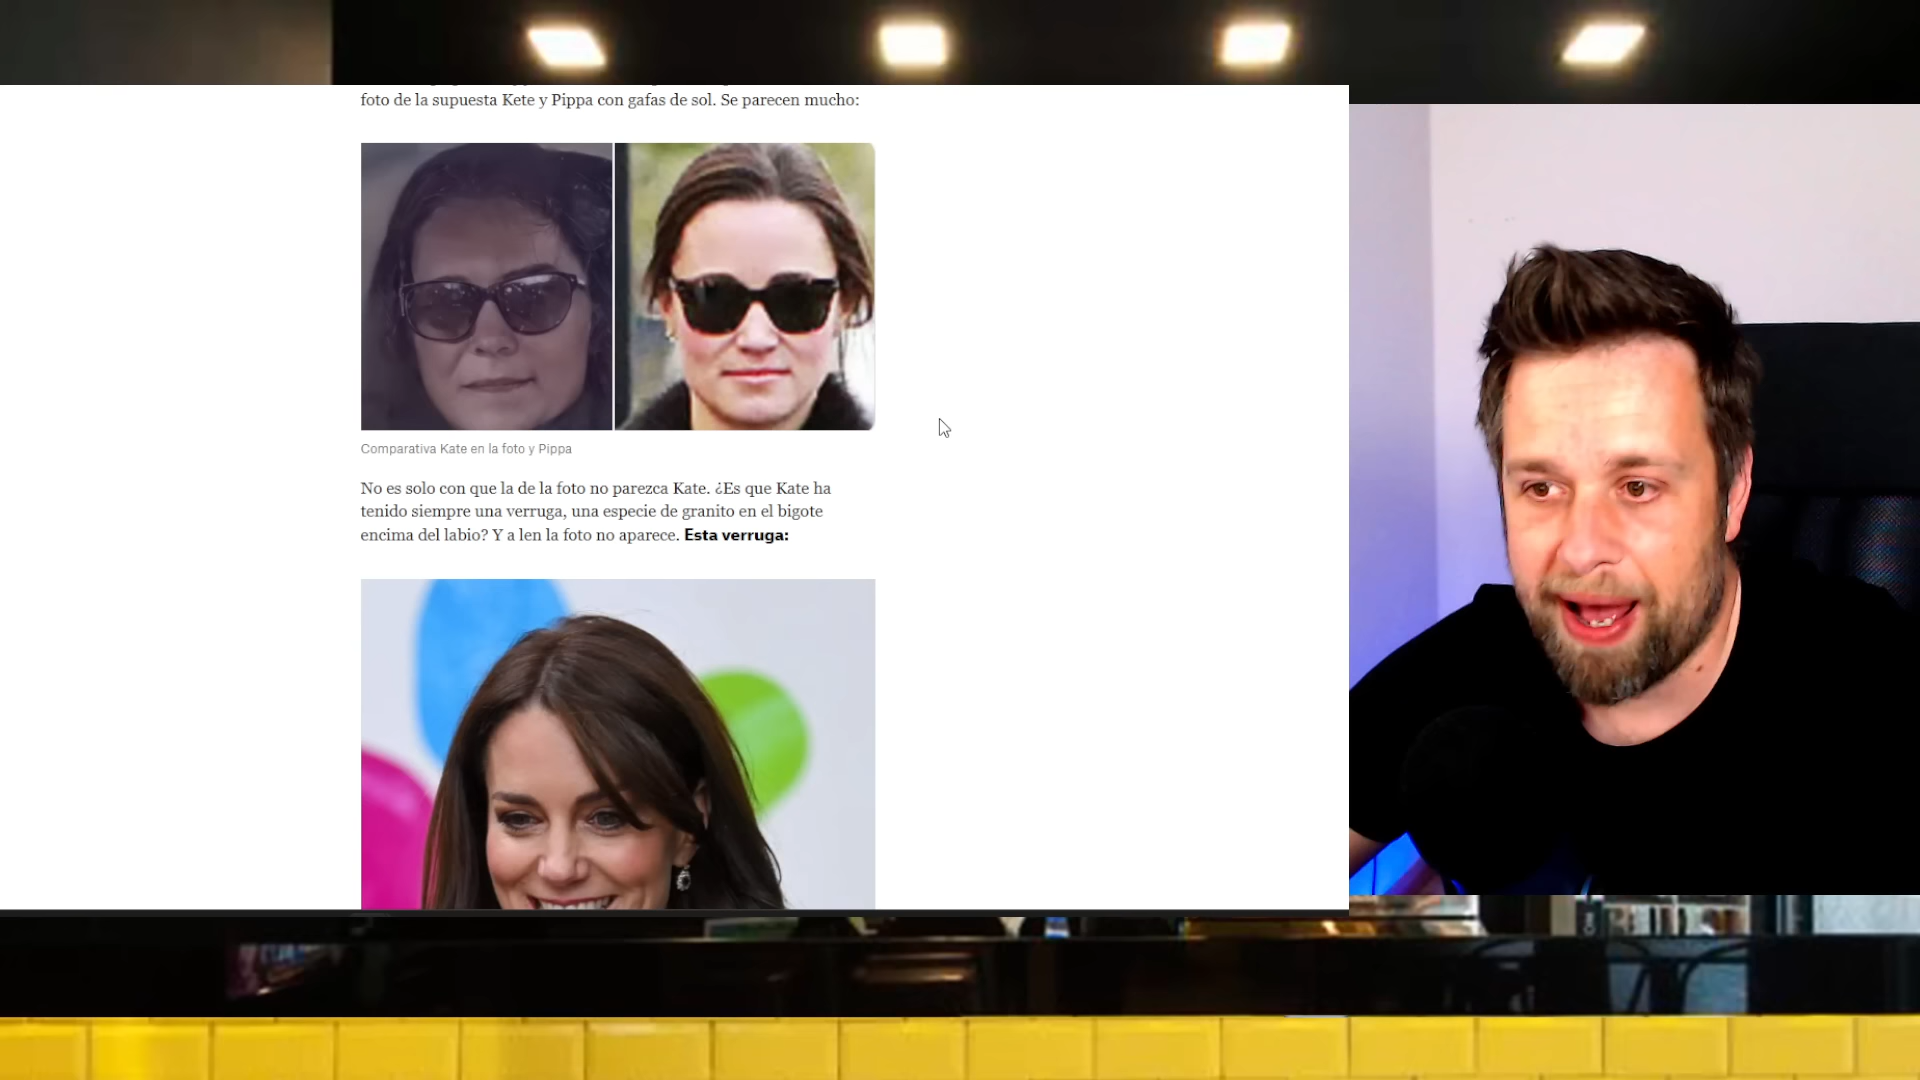 foto de la supuesta Kete y Pippa con gafas de sol. Se parecen mucho:
Comparativa Kate en la foto y Pippa
No es solo con que la de la foto no parezca Kate. ¿Es que Kate ha
tenido siempre una verruga, una especie de granito en el bigote
encima del labio? Y a len la foto no aparece. Esta verruga: